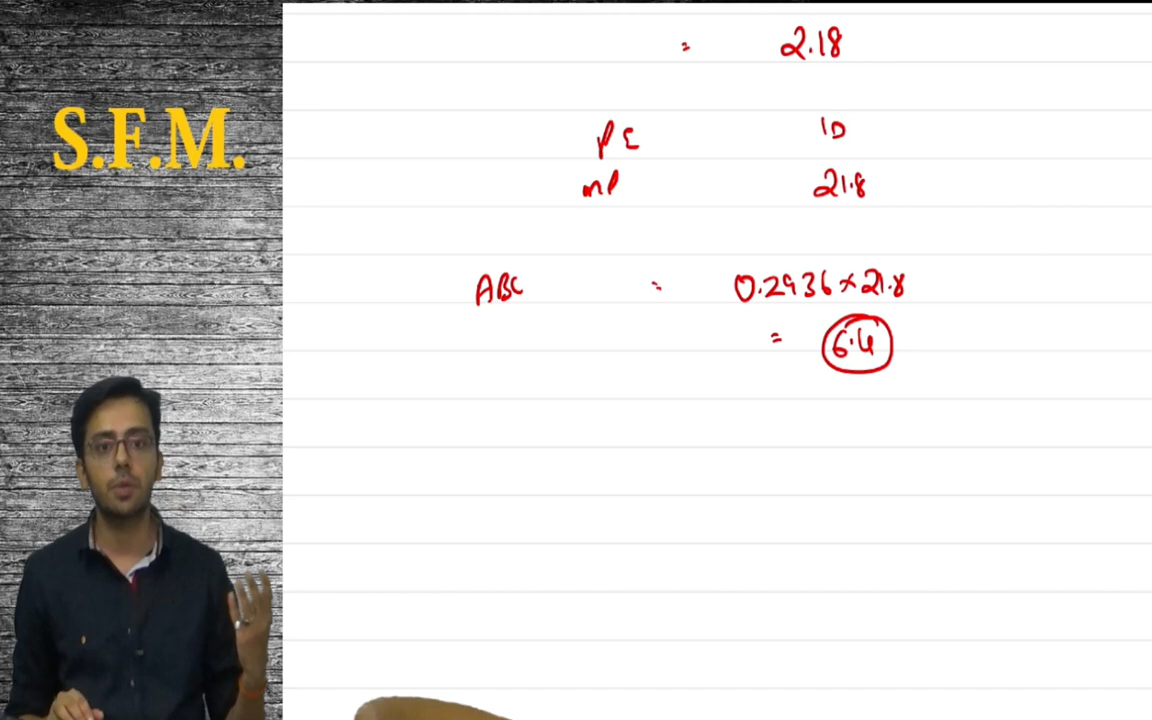 S.F.M.
= 2.18
PE 10
MP 21.8
ABC = 0.2936 × 21.8
= 6.4